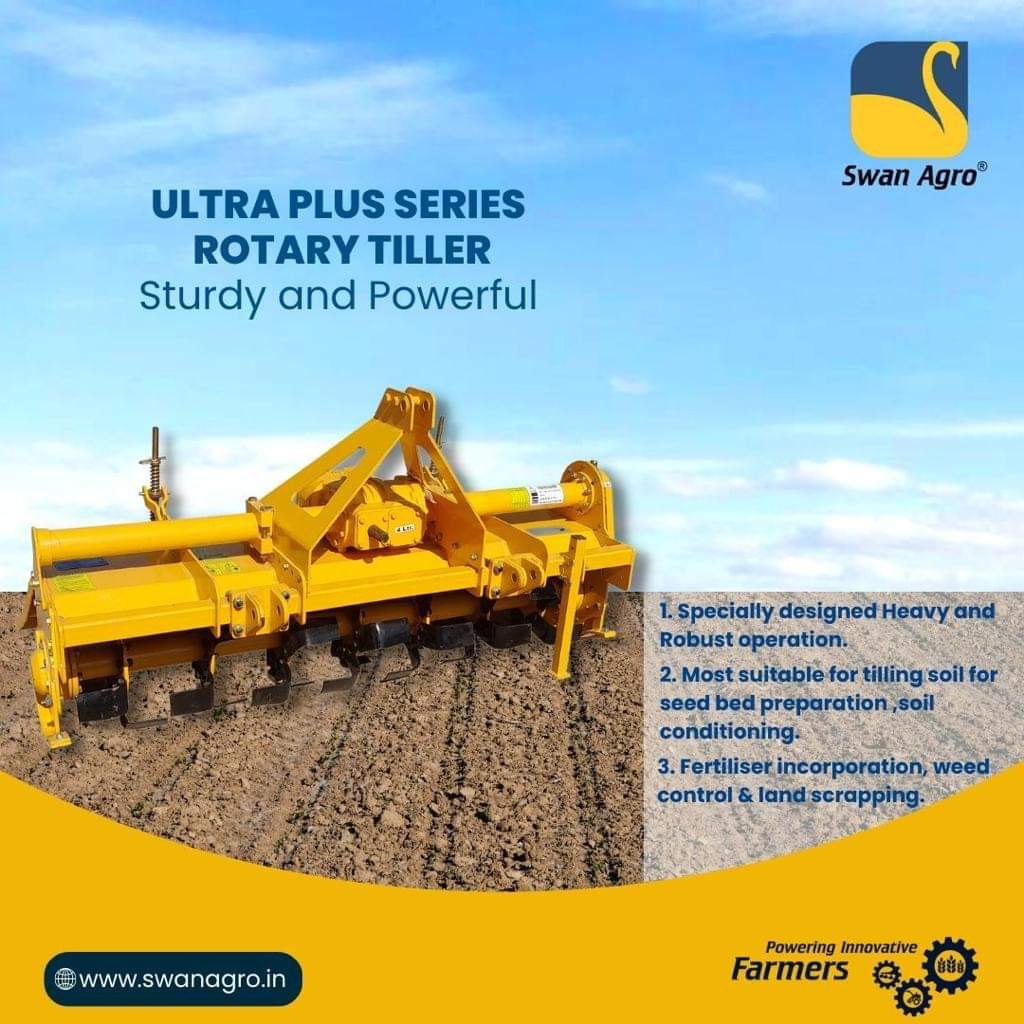 Swan Agro®
ULTRA PLUS SERIES
ROTARY TILLER
Sturdy and Powerful
1. Specially designed Heavy and
Robust operation.
2. Most suitable for tilling soil for
seed bed preparation ,soil
conditioning.
3. Fertiliser incorporation, weed
control & land scrapping.
www.swanagro.in
Powering Innovative
Farmers